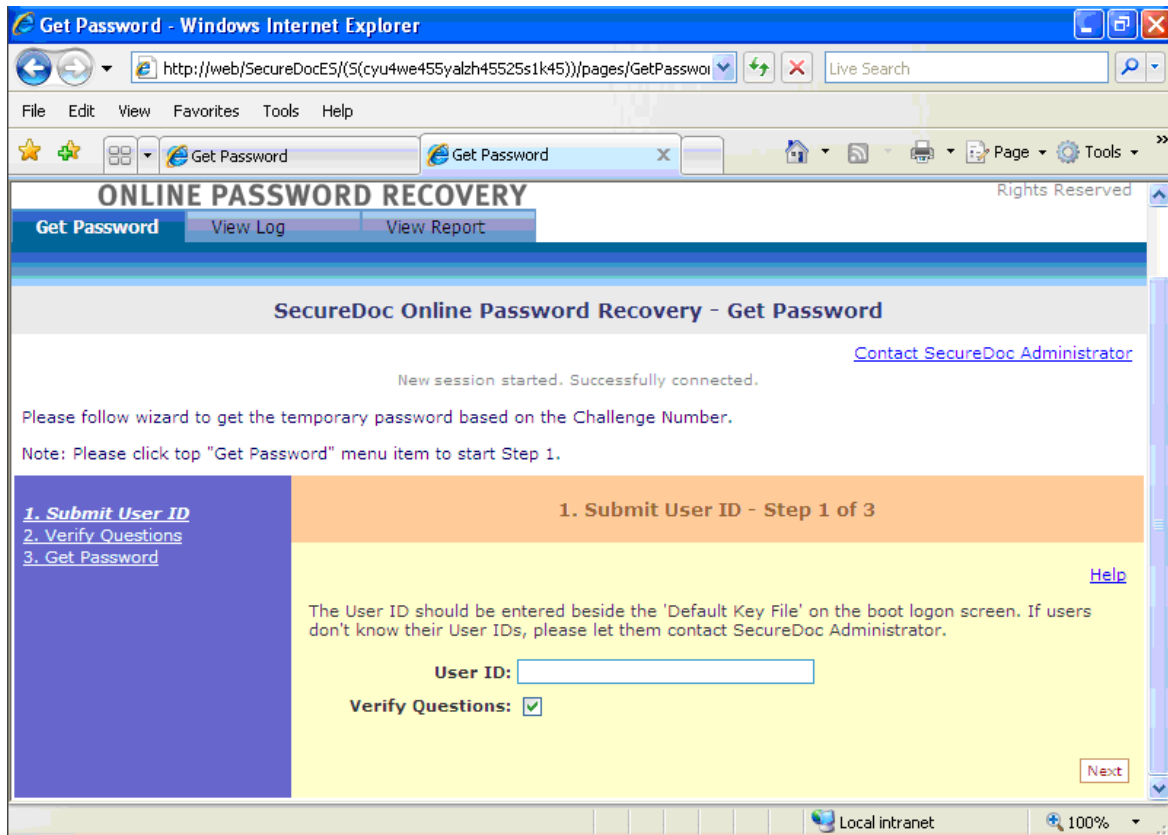 Get Password - Windows Internet Explorer
http://web/SecureDocES/(S(cyu4we455yalzh45525s1k45))/pages/GetPasswor
Live Search
File Edit View Favorites Tools Help
Get Password
Get Password
Page
Tools
»
ONLINE PASSWORD RECOVERY
Rights Reserved
Get Password View Log View Report
SecureDoc Online Password Recovery - Get Password
Contact SecureDoc Administrator
New session started. Successfully connected.
Please follow wizard to get the temporary password based on the Challenge Number.
Note: Please click top "Get Password" menu item to start Step 1.
1. Submit User ID
2. Verify Questions
3. Get Password
1. Submit User ID - Step 1 of 3
Help
The User ID should be entered beside the 'Default Key File' on the boot logon screen. If users
don't know their User IDs, please let them contact SecureDoc Administrator.
User ID:
Verify Questions:
Next
Local intranet
100%